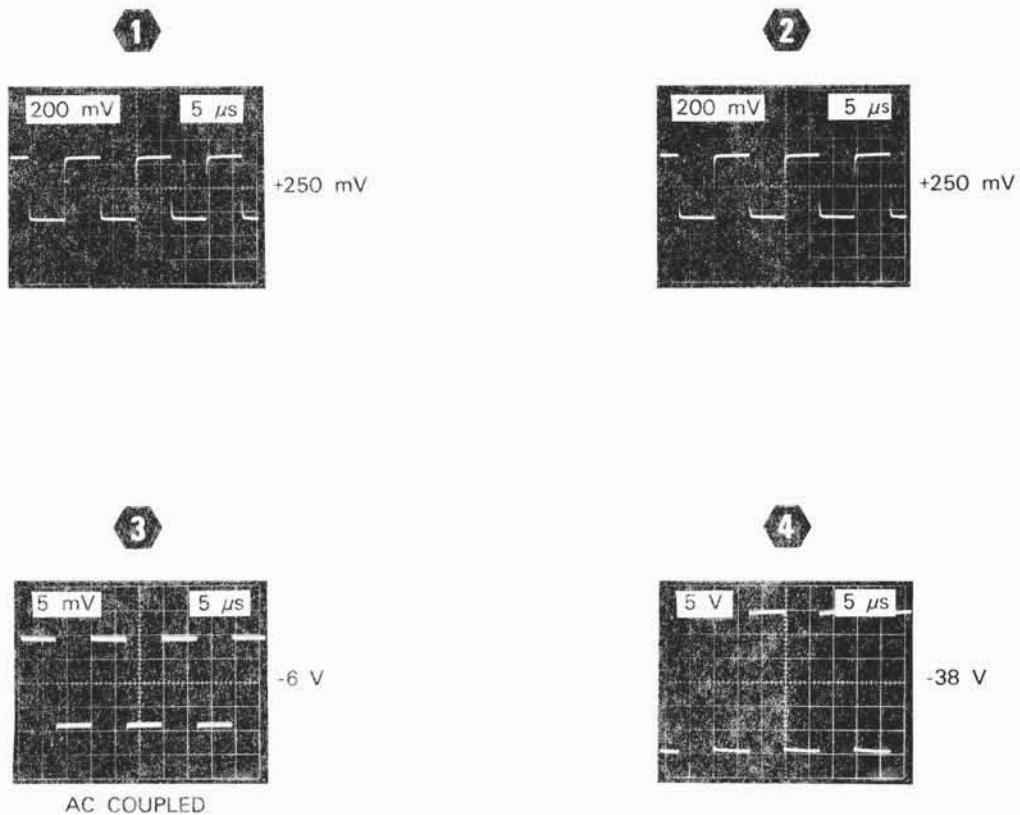 1
2
200 mV 5 μs
+250 mV
200 mV 5 μs
+250 mV
3
4
5 mV 5 μs
-6 V
5 V 5 μs
-38 V
AC COUPLED